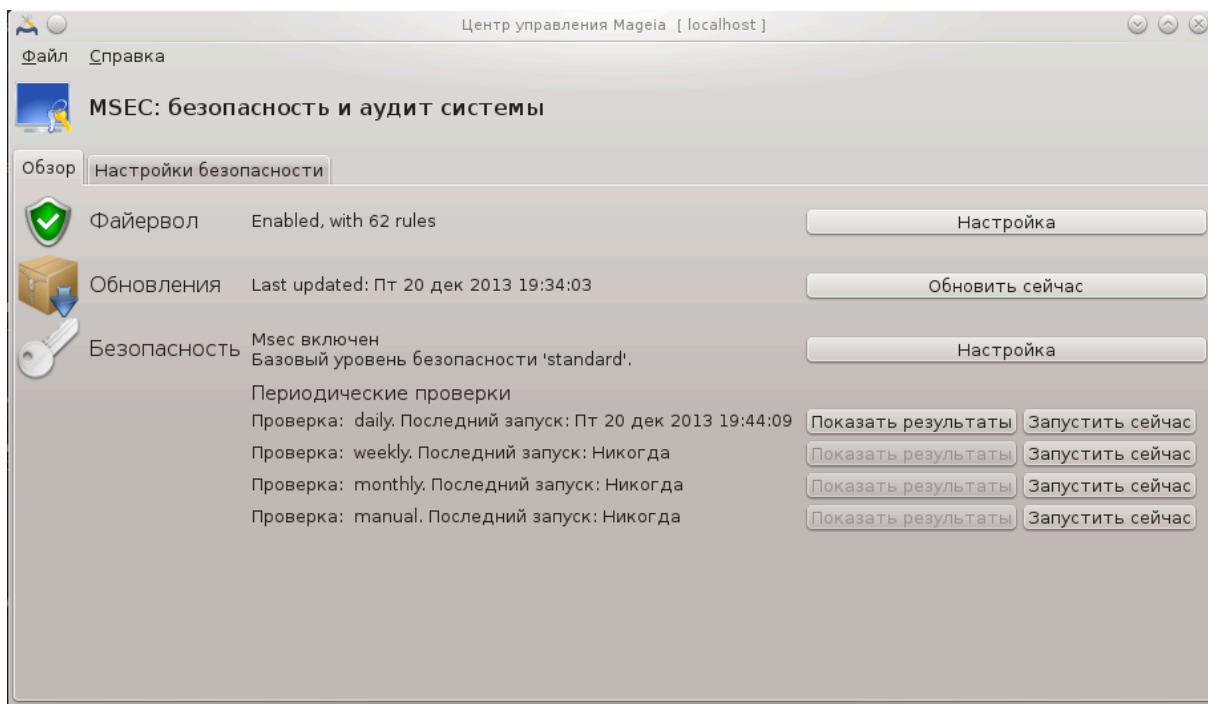 Центр управления Mageia [ localhost ]
Файл Справка
MSEC: безопасность и аудит системы
Обзор Настройки безопасности
Файервол Enabled, with 62 rules Настройка
Обновления Last updated: Пт 20 дек 2013 19:34:03 Обновить сейчас
Безопасность Msec включен
Базовый уровень безопасности 'standard'. Настройка
Периодические проверки
Проверка: daily. Последний запуск: Пт 20 дек 2013 19:44:09 Показать результаты Запустить сейчас
Проверка: weekly. Последний запуск: Никогда Показать результаты Запустить сейчас
Проверка: monthly. Последний запуск: Никогда Показать результаты Запустить сейчас
Проверка: manual. Последний запуск: Никогда Показать результаты Запустить сейчас